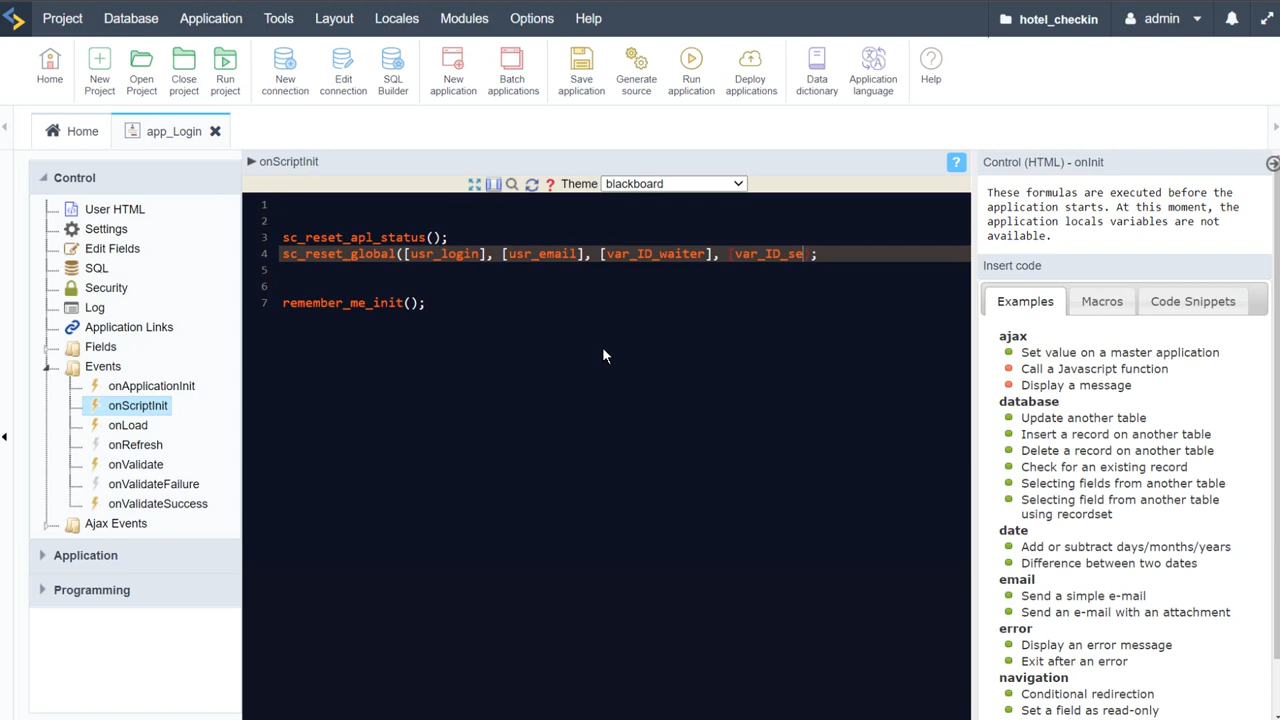 Project Database Application Tools Layout Locales Modules Options Help hotel_checkin admin
Home
New Project
Open Project
Close project
Run project
New connection
Edit connection
SQL Builder
New application
Batch applications
Save application
Generate source
Run application
Deploy applications
Data dictionary
Application language
Help
Home app_Login
Control
User HTML
Settings
Edit Fields
SQL
Security
Log
Application Links
Fields
Events
onApplicationInit
onScriptInit
onLoad
onRefresh
onValidate
onValidateFailure
onValidateSuccess
Ajax Events
Application
Programming
onScriptInit
?
? Theme blackboard
1
2
3 sc_reset_apl_status();
4 sc_reset_global([usr_login], [usr_email], [var_ID_waiter], [var_ID_se);
5
6
7 remember_me_init();
Control (HTML) - onInit
These formulas are executed before the
application starts. At this moment, the
application locals variables are not
available.
Insert code
Examples Macros Code Snippets
ajax
Set value on a master application
Call a Javascript function
Display a message
database
Update another table
Insert a record on another table
Delete a record on another table
Check for an existing record
Selecting fields from another table
Selecting field from another table
using recordset
date
Add or subtract days/months/years
Difference between two dates
email
Send a simple e-mail
Send an e-mail with an attachment
error
Display an error message
Exit after an error
navigation
Conditional redirection
Set a field as read-only